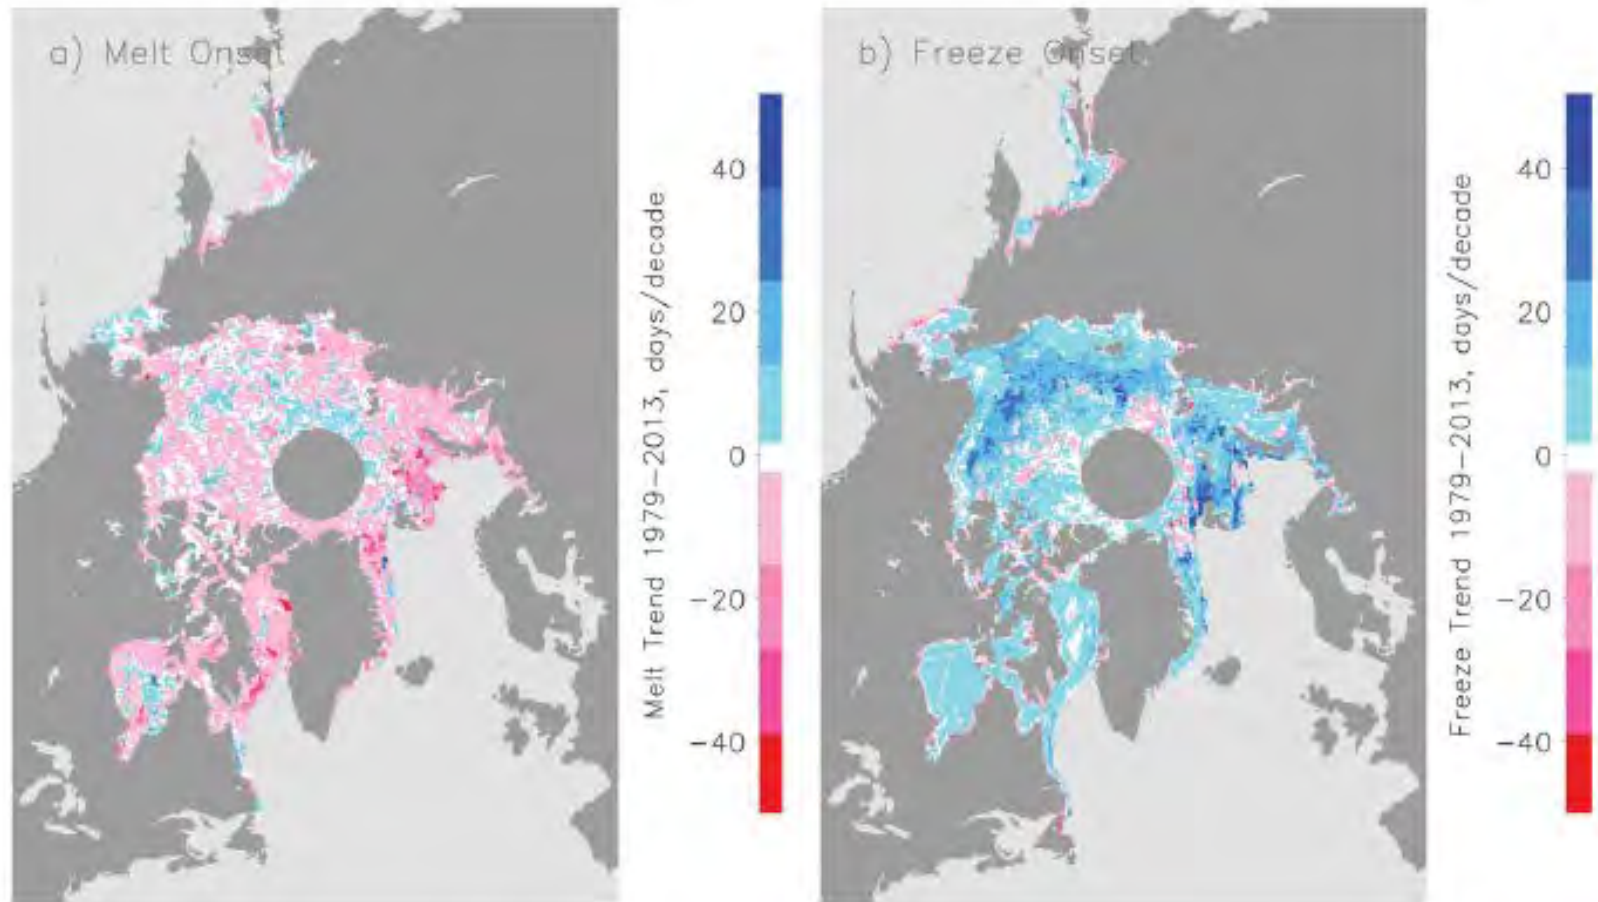 a) Melt Onset
40
20
0
−20
−40
Melt Trend 1979−2013, days/decade
b) Freeze Onset
40
20
0
−20
−40
Freeze Trend 1979−2013, days/decade